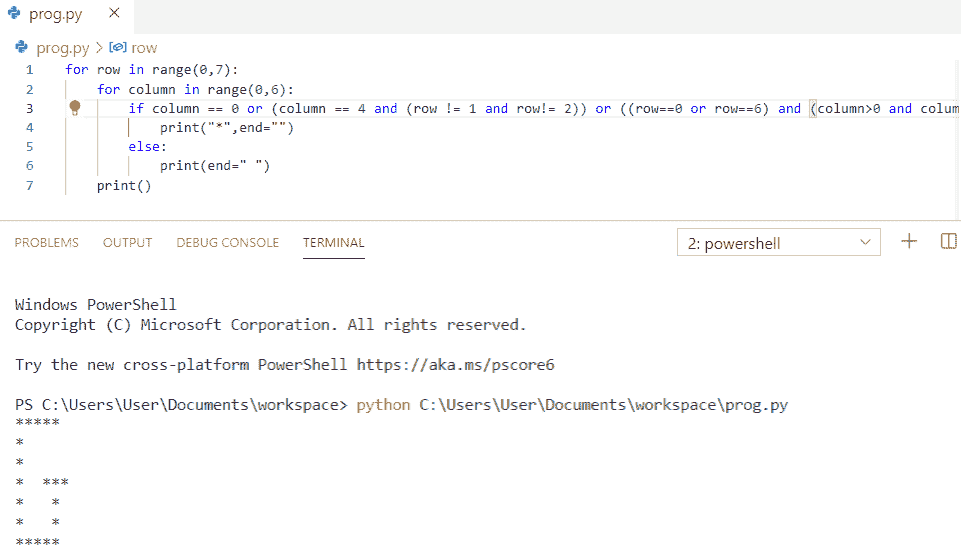 prog.py
prog.py > row
1 for row in range(0,7):
2 for column in range(0,6):
3 if column == 0 or (column == 4 and (row != 1 and row!= 2)) or ((row==0 or row==6) and (column>0 and colum
4 print("*",end="")
5 else:
6 print(end=" ")
7 print()
PROBLEMS OUTPUT DEBUG CONSOLE TERMINAL 2: powershell
Windows PowerShell
Copyright (C) Microsoft Corporation. All rights reserved.
Try the new cross-platform PowerShell https://aka.ms/pscore6
PS C:\Users\User\Documents\workspace> python C:\Users\User\Documents\workspace\prog.py
*****
*
*
*  ***
*   *
*   *
*****